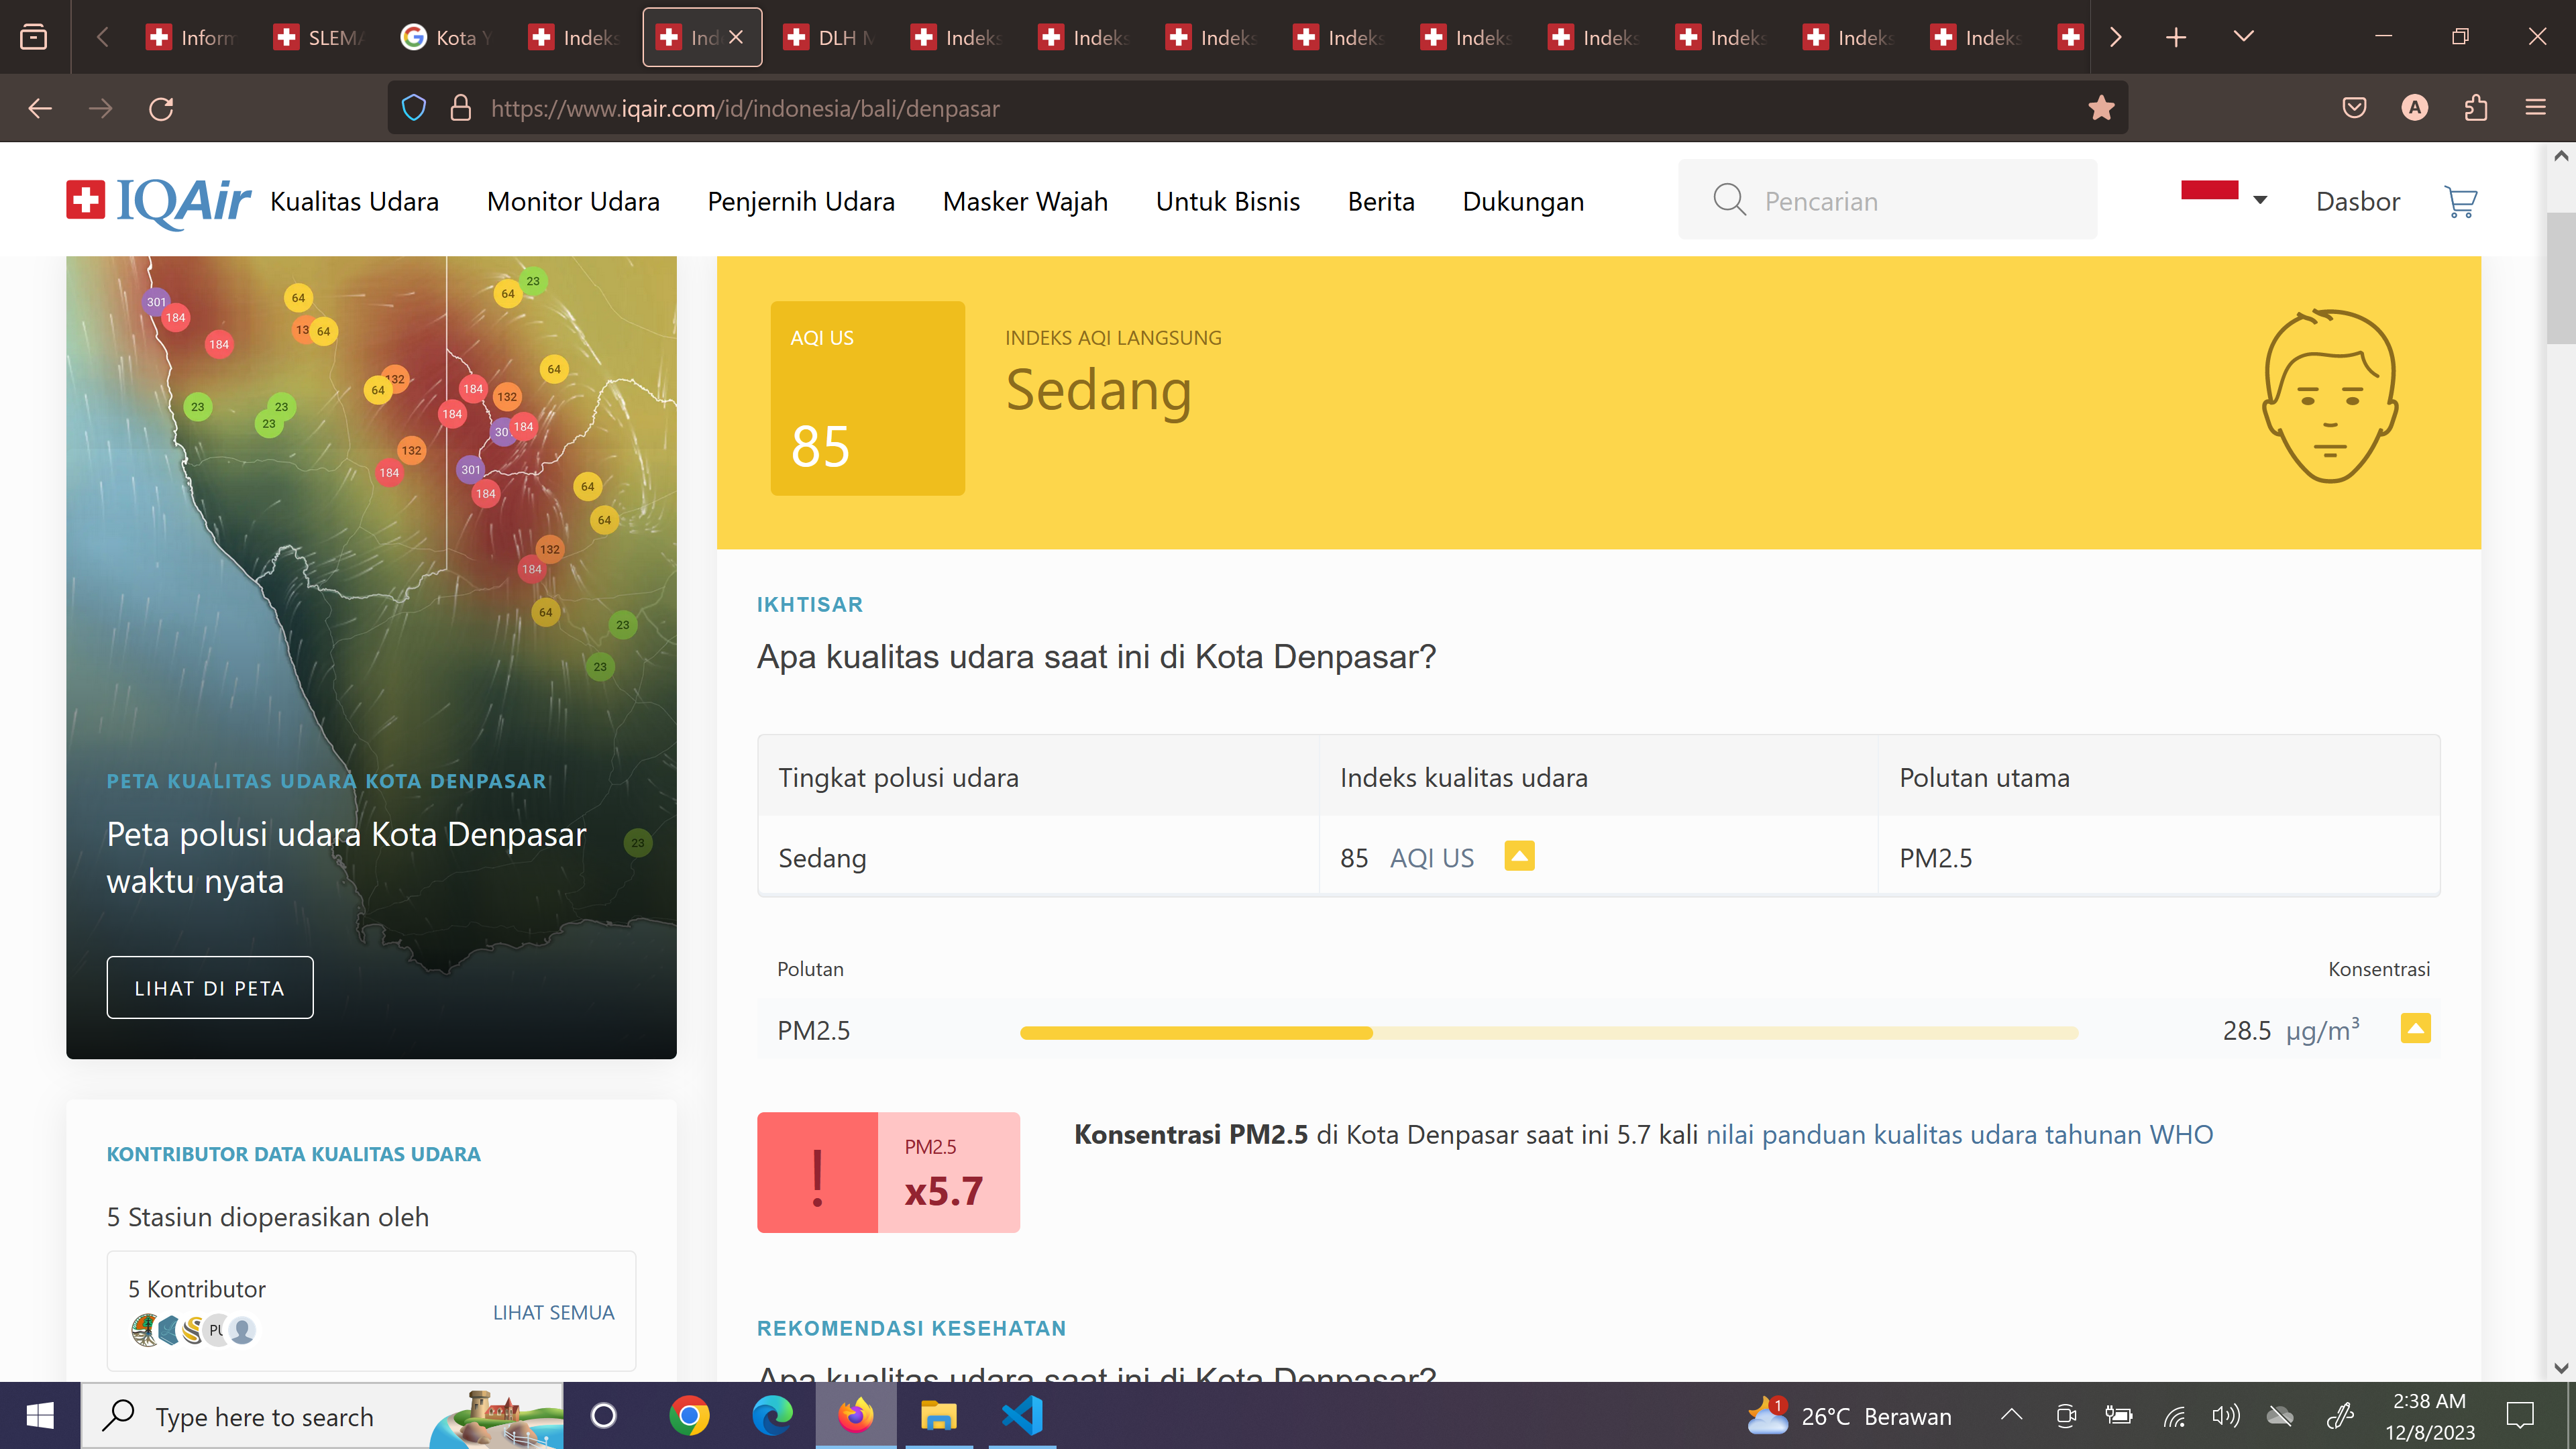 Inform
SLEMA
Kota Y
Indeks
Ind
DLH M
Indeks
Indeks
Indeks
Indeks
Indeks
Indeks
Indeks
Indeks
Indeks
https://www.iqair.com/id/indonesia/bali/denpasar
A
IQAir
Kualitas Udara
Monitor Udara
Penjernih Udara
Masker Wajah
Untuk Bisnis
Berita
Dukungan
Pencarian
Dasbor
301
184
184
64
13
64
64
23
64
132
64
184
132
184
30
184
23
23
23
132
184
301
184
64
64
132
184
64
23
23
23
PETA KUALITAS UDARA KOTA DENPASAR
Peta polusi udara Kota Denpasar
waktu nyata
LIHAT DI PETA
KONTRIBUTOR DATA KUALITAS UDARA
5 Stasiun dioperasikan oleh
5 Kontributor
PU
LIHAT SEMUA
AQI US
85
INDEKS AQI LANGSUNG
Sedang
IKHTISAR
Apa kualitas udara saat ini di Kota Denpasar?
Tingkat polusi udara Indeks kualitas udara Polutan utama
Sedang 85 AQI US PM2.5
Polutan Konsentrasi
PM2.5 28.5 µg/m³
!
PM2.5
x5.7
Konsentrasi PM2.5 di Kota Denpasar saat ini 5.7 kali nilai panduan kualitas udara tahunan WHO
REKOMENDASI KESEHATAN
Apa kualitas udara saat ini di Kota Denpasar?
Type here to search
1
26°C Berawan
2:38 AM
12/8/2023